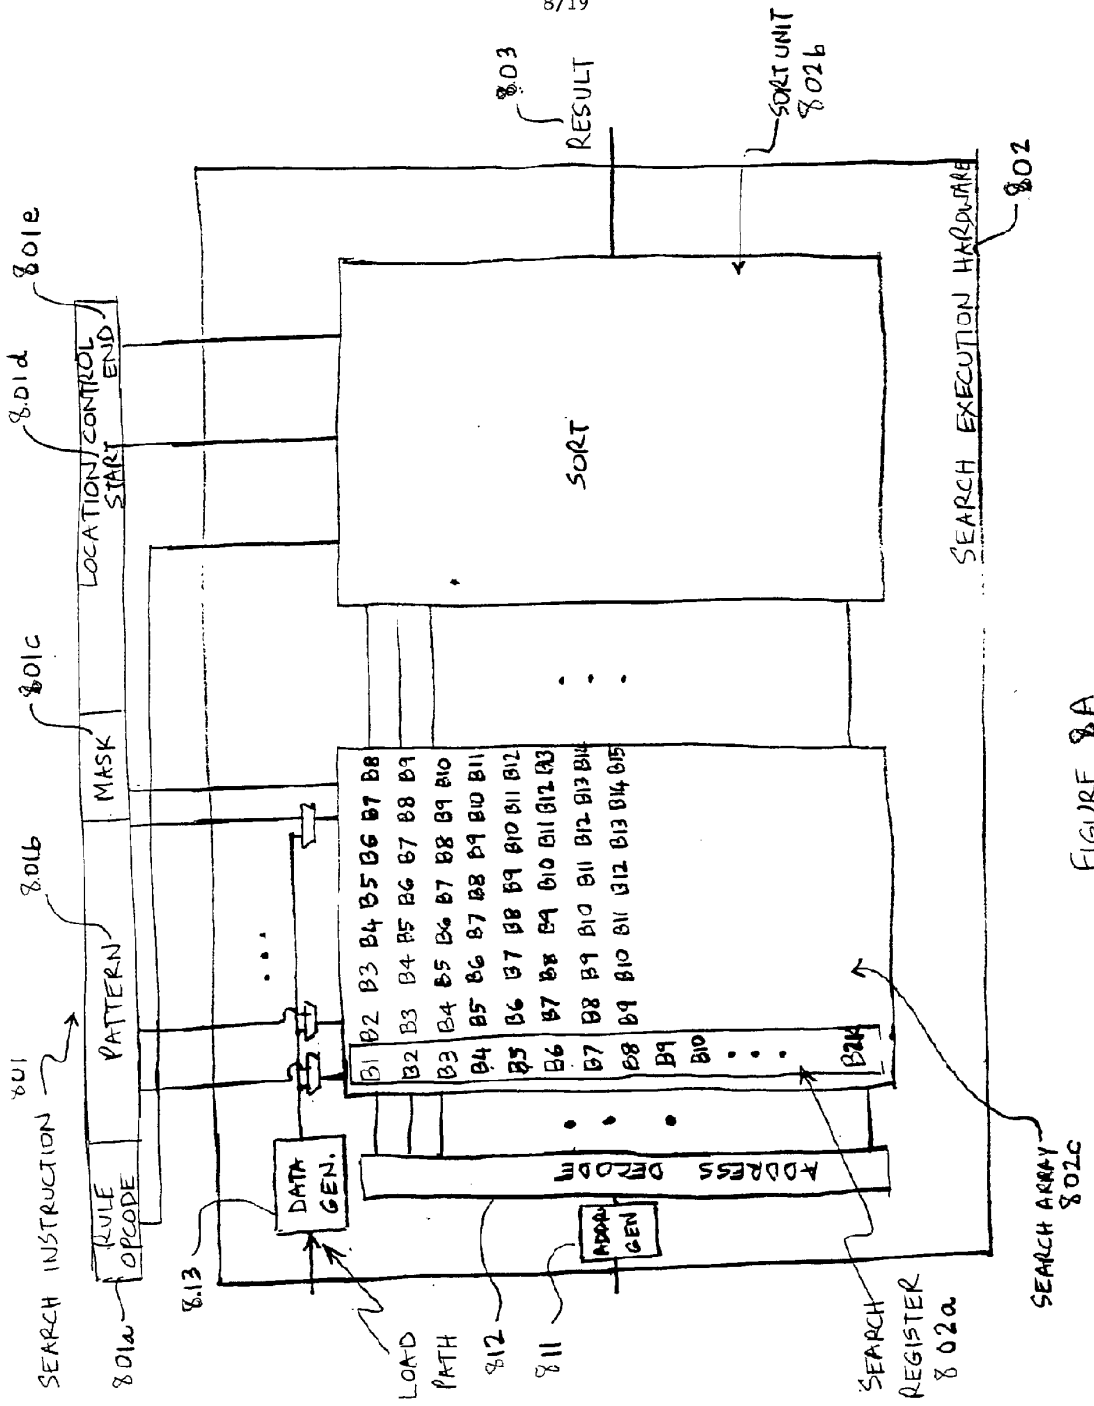 8/19
SEARCH INSTRUCTION
801
801a
801b
801c
801d
801e
RULE
OPCODE
PATTERN
MASK
LOCATION/CONTROL
START
END
813
DATA
GEN.
LOAD
PATH
812
811
ADDR
GEN
ADDRESS DECODE
B1 B2 B3 B4 B5 B6 B7 B8
B2 B3 B4 B5 B6 B7 B8 B9
B3 B4 B5 B6 B7 B8 B9 B10
B4 B5 B6 B7 B8 B9 B10 B11
B5 B6 B7 B8 B9 B10 B11 B12
B6 B7 B8 B9 B10 B11 B12 B13
B7 B8 B9 B10 B11 B12 B13 B14
B8 B9 B10 B11 B12 B13 B14 B15
B9
B10
B2K
SORT
803
RESULT
SORT UNIT
802b
SEARCH EXECUTION HARDWARE
802
SEARCH
REGISTER
802a
SEARCH ARRAY
802c
FIGURE 8A